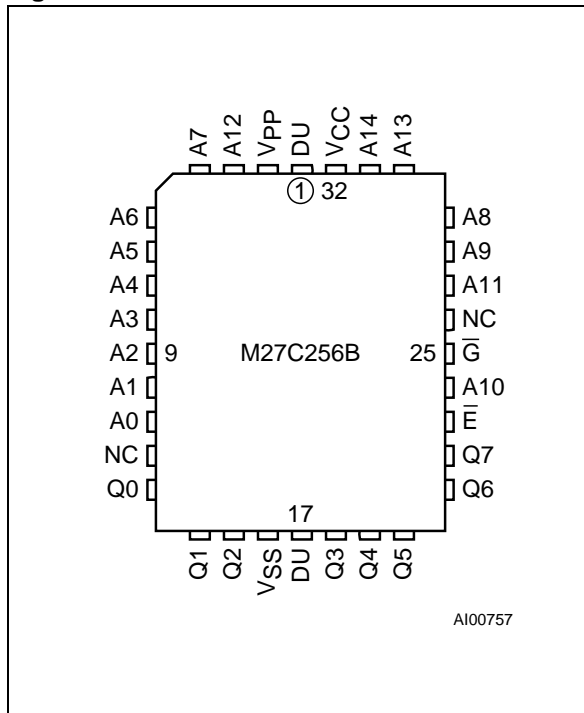 A7 A12 VPP DU VCC A14 A13
① 32
A6 A8
A5 A9
A4 A11
A3 NC
A2 9 M27C256B 25 G̅
A1 A10
A0 E̅
NC Q7
Q0 Q6
17
Q1 Q2 VSS DU Q3 Q4 Q5
AI00757